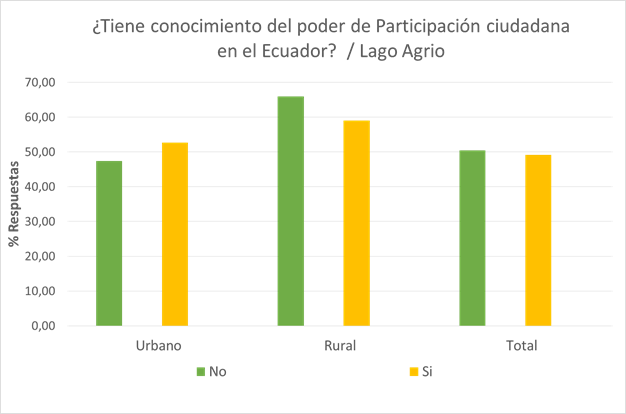 ¿Tiene conocimiento del poder de Participación ciudadana
en el Ecuador?  / Lago Agrio
70,00
60,00
50,00
40,00
30,00
20,00
10,00
0,00
% Respuestas
Urbano
Rural
Total
No
Si